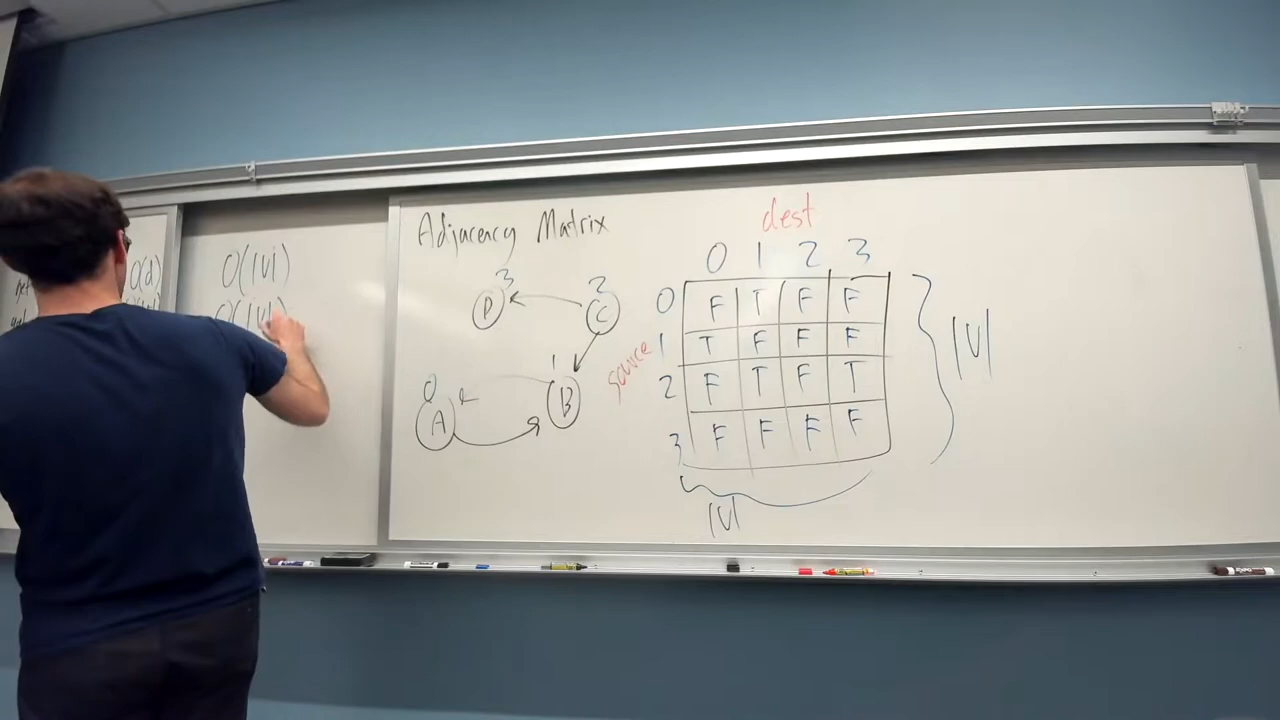 O(d)
O(|V|)
O(|V|)
Adjacency Matrix
dest
0 1 2 3
source
0 F T F F
1 T F F F
2 F T F T
3 F F F F
|V|
|V|
3
D
2
C
0
A
1
B